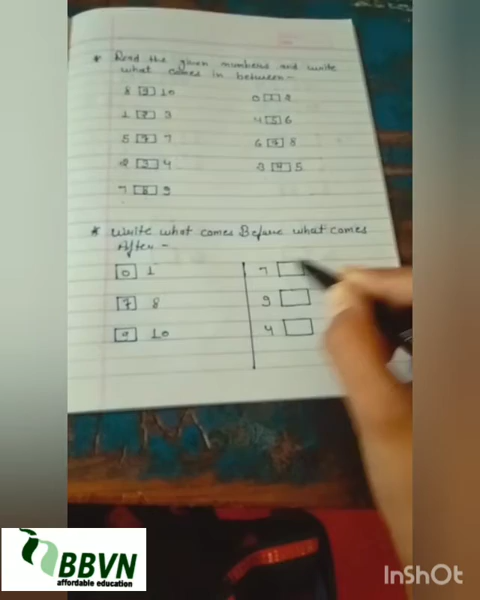 * Read the given numbers and write
what comes in between-
8 9 10 0 1 2
1 2 3 4 5 6
5 6 7 6 7 8
2 3 4 3 4 5
7 8 9
* Write what comes Before what comes
After-
0 1 7
7 8 9
9 10 4
BBVN
affordable education
InShOt